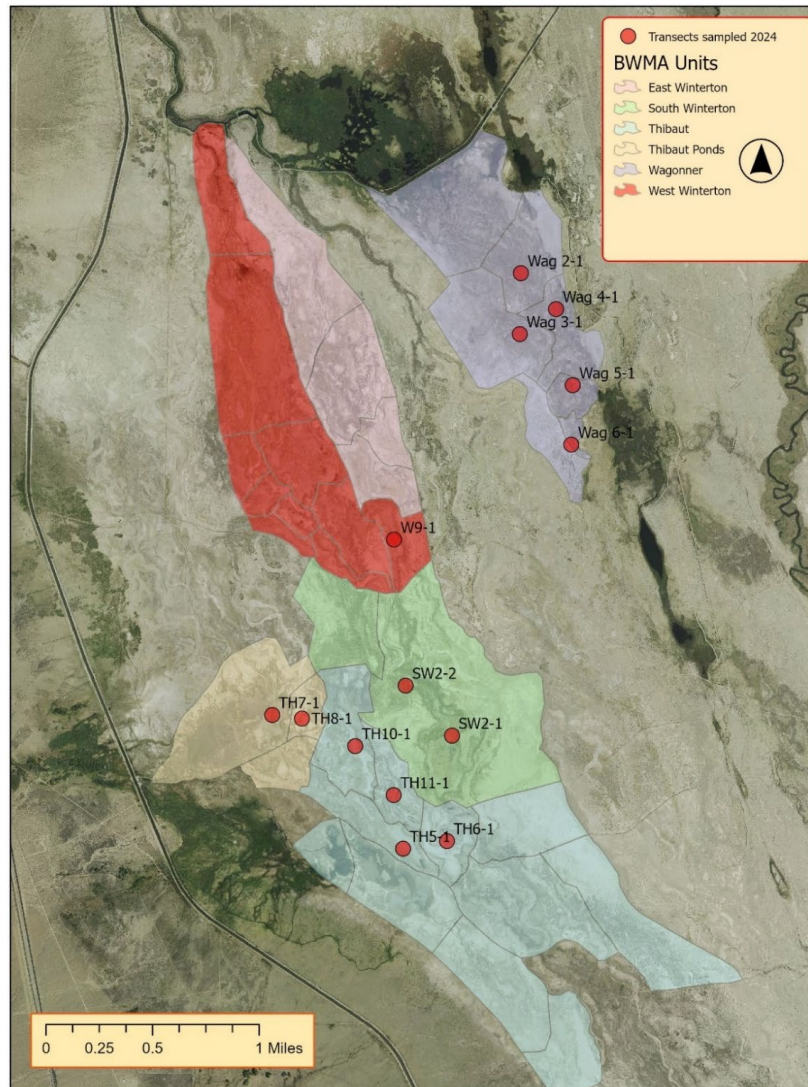 Transects sampled 2024
BWMA Units
East Winterton
South Winterton
Thibaut
Thibaut Ponds
Wagonner
West Winterton
Wag 2-1
Wag 4-1
Wag 3-1
Wag 5-1
Wag 6-1
W9-1
SW2-2
TH7-1
TH8-1
SW2-1
TH10-1
TH11-1
TH6-1
TH5-1
0 0.25 0.5 1 Miles